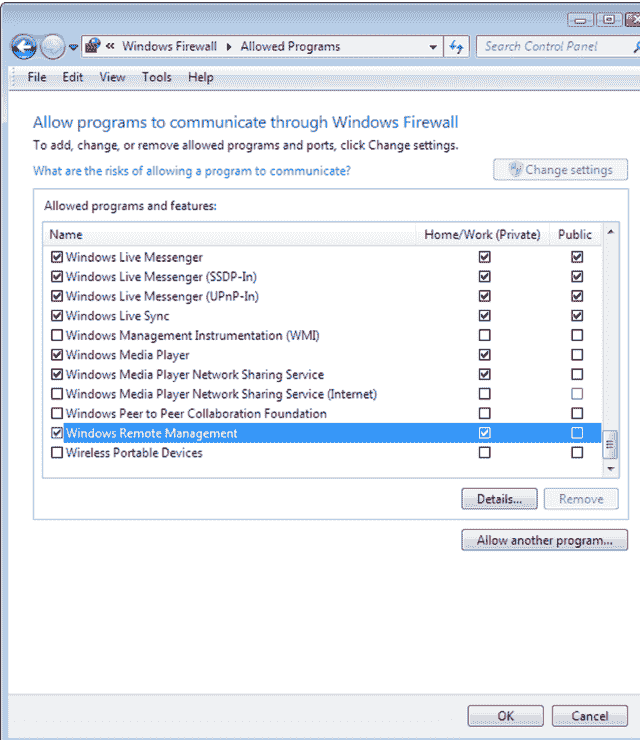 « Windows Firewall ▸ Allowed Programs
Search Control Panel
File Edit View Tools Help
Allow programs to communicate through Windows Firewall
To add, change, or remove allowed programs and ports, click Change settings.
What are the risks of allowing a program to communicate?
Change settings
Allowed programs and features:
Name Home/Work (Private) Public
Windows Live Messenger
Windows Live Messenger (SSDP-In)
Windows Live Messenger (UPnP-In)
Windows Live Sync
Windows Management Instrumentation (WMI)
Windows Media Player
Windows Media Player Network Sharing Service
Windows Media Player Network Sharing Service (Internet)
Windows Peer to Peer Collaboration Foundation
Windows Remote Management
Wireless Portable Devices
Details... Remove
Allow another program...
OK Cancel